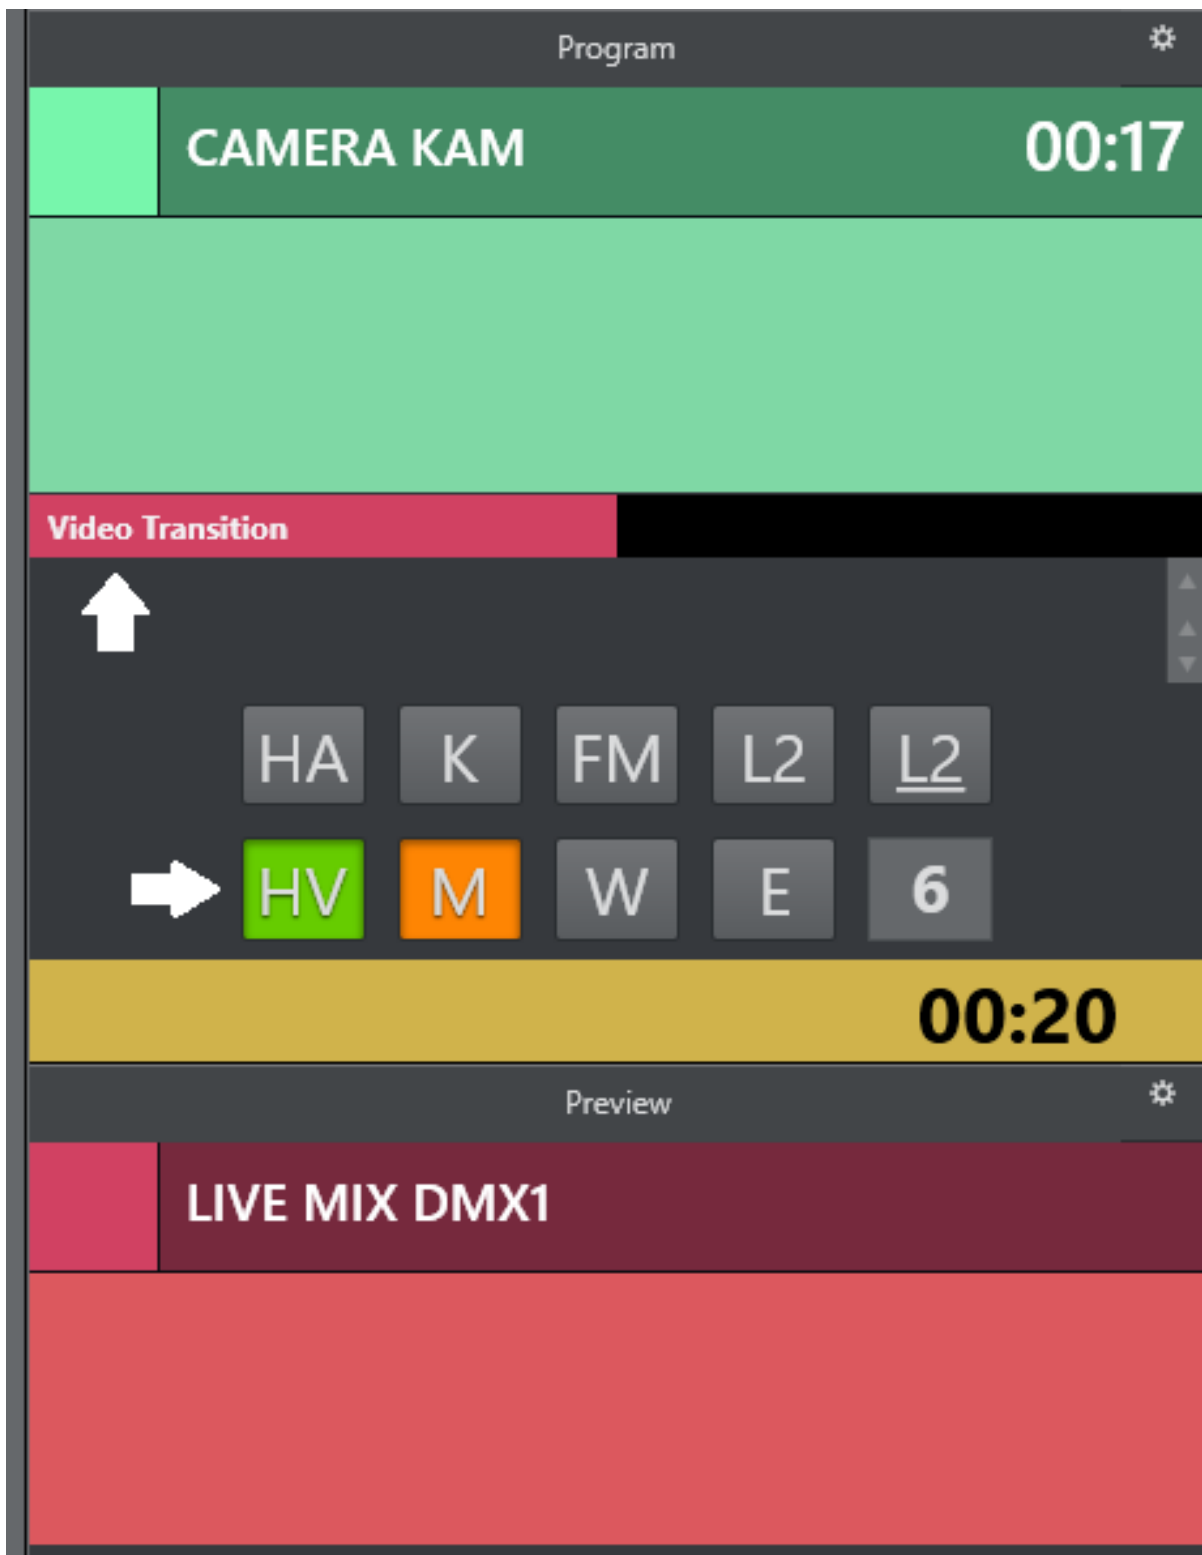 Program
CAMERA KAM 00:17
Video Transition
HA K FM L2 L2
HV M W E 6
00:20
Preview
LIVE MIX DMX1